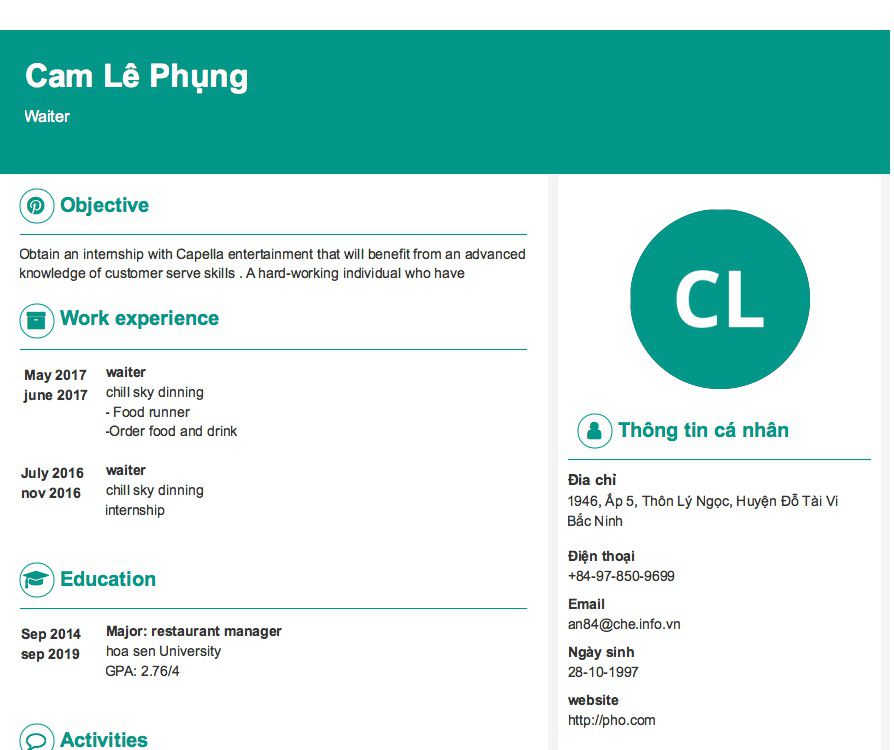 Cam Lê Phụng
Waiter
Objective
Obtain an internship with Capella entertainment that will benefit from an advanced
knowledge of customer serve skills . A hard-working individual who have
Work experience
May 2017
june 2017
waiter
chill sky dinning
- Food runner
-Order food and drink
July 2016
nov 2016
waiter
chill sky dinning
internship
Education
Sep 2014
sep 2019
Major: restaurant manager
hoa sen University
GPA: 2.76/4
Activities
CL
Thông tin cá nhân
Đia chỉ
1946, Ấp 5, Thôn Lý Ngọc, Huyện Đỗ Tài Vi
Bắc Ninh
Điện thoại
+84-97-850-9699
Email
an84@che.info.vn
Ngày sinh
28-10-1997
website
http://pho.com